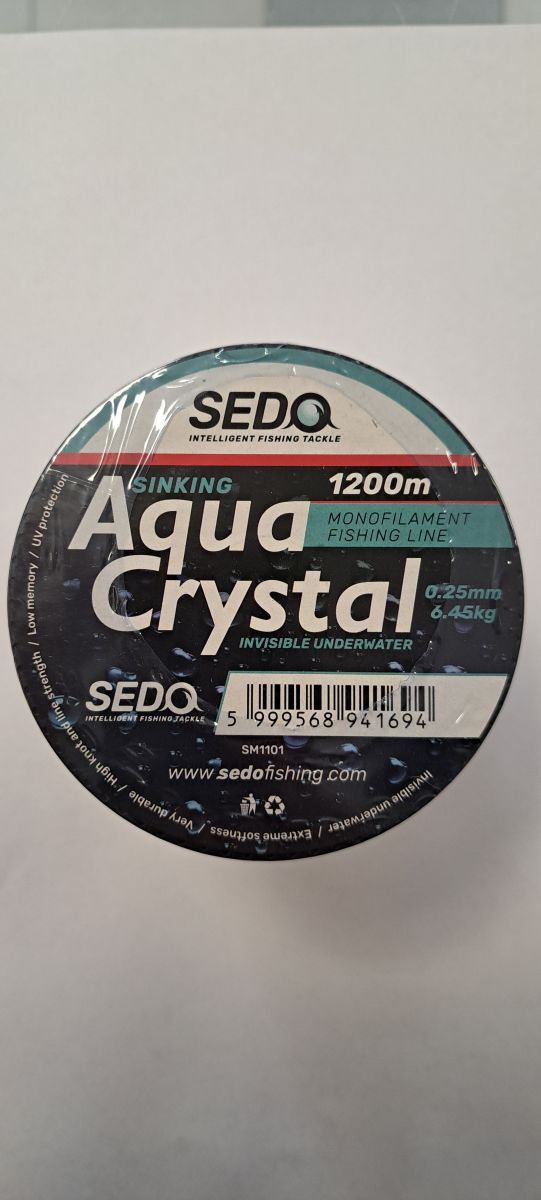 SEDO
INTELLIGENT FISHING TACKLE
SINKING
1200m
Aqua
MONOFILAMENT
FISHING LINE
Crystal
0.25mm
6.45kg
INVISIBLE UNDERWATER
SEDO
INTELLIGENT FISHING TACKLE
5 999568 941694
SM1101
www.sedofishing.com
Invisible underwater / Extreme softness / Very durable / High knot and line strength / Low memory / UV protection